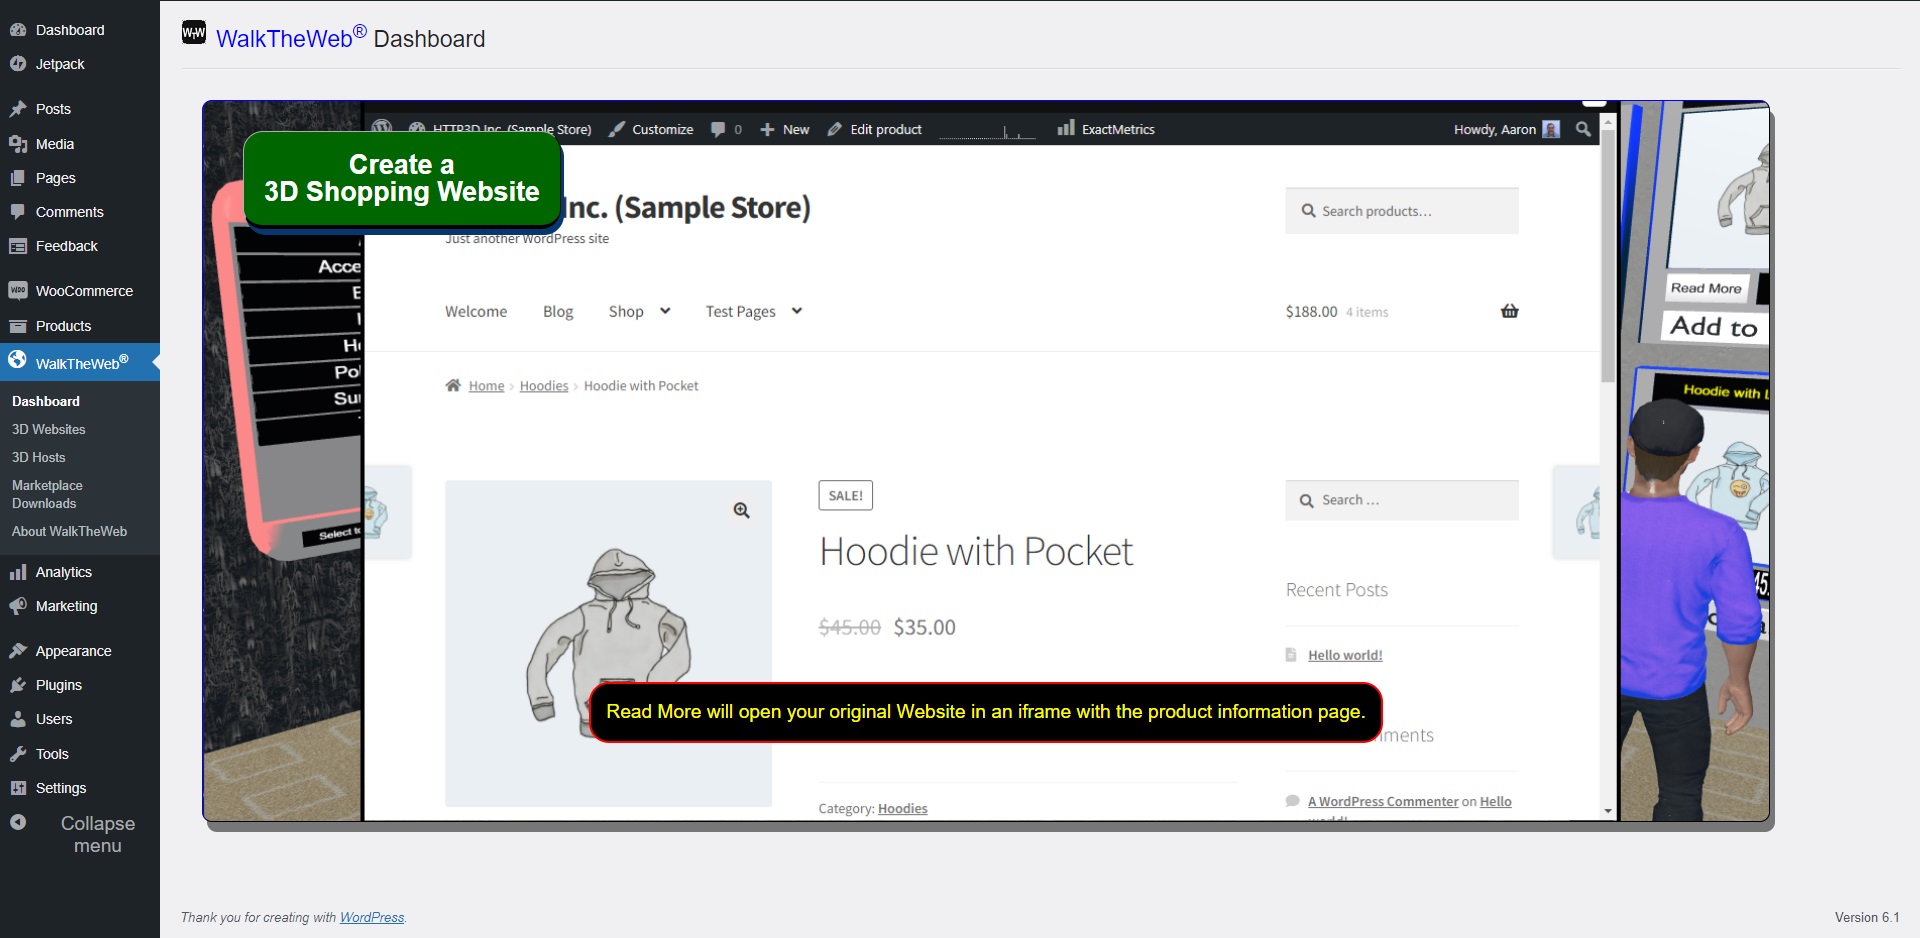 Dashboard
Jetpack
Posts
Media
Pages
Comments
Feedback
WooCommerce
Products
WalkTheWeb®
Dashboard
3D Websites
3D Hosts
Marketplace
Downloads
About WalkTheWeb
Analytics
Marketing
Appearance
Plugins
Users
Tools
Settings
Collapse
menu
WTW WalkTheWeb® Dashboard
HTTP3D Inc. (Sample Store) Customize 0 New Edit product ExactMetrics Howdy, Aaron
Create a
3D Shopping Website
Inc. (Sample Store)
Just another WordPress site
Search products…
Welcome Blog Shop Test Pages $188.00 4 items
Home › Hoodies › Hoodie with Pocket
SALE!
Hoodie with Pocket
$45.00 $35.00
Category: Hoodies
Search …
Recent Posts
Hello world!
A WordPress Commenter on Hello
world!
Read More will open your original Website in an iframe with the product information page.
Select
Read More
Add to
Hoodie with
Thank you for creating with WordPress.
Version 6.1